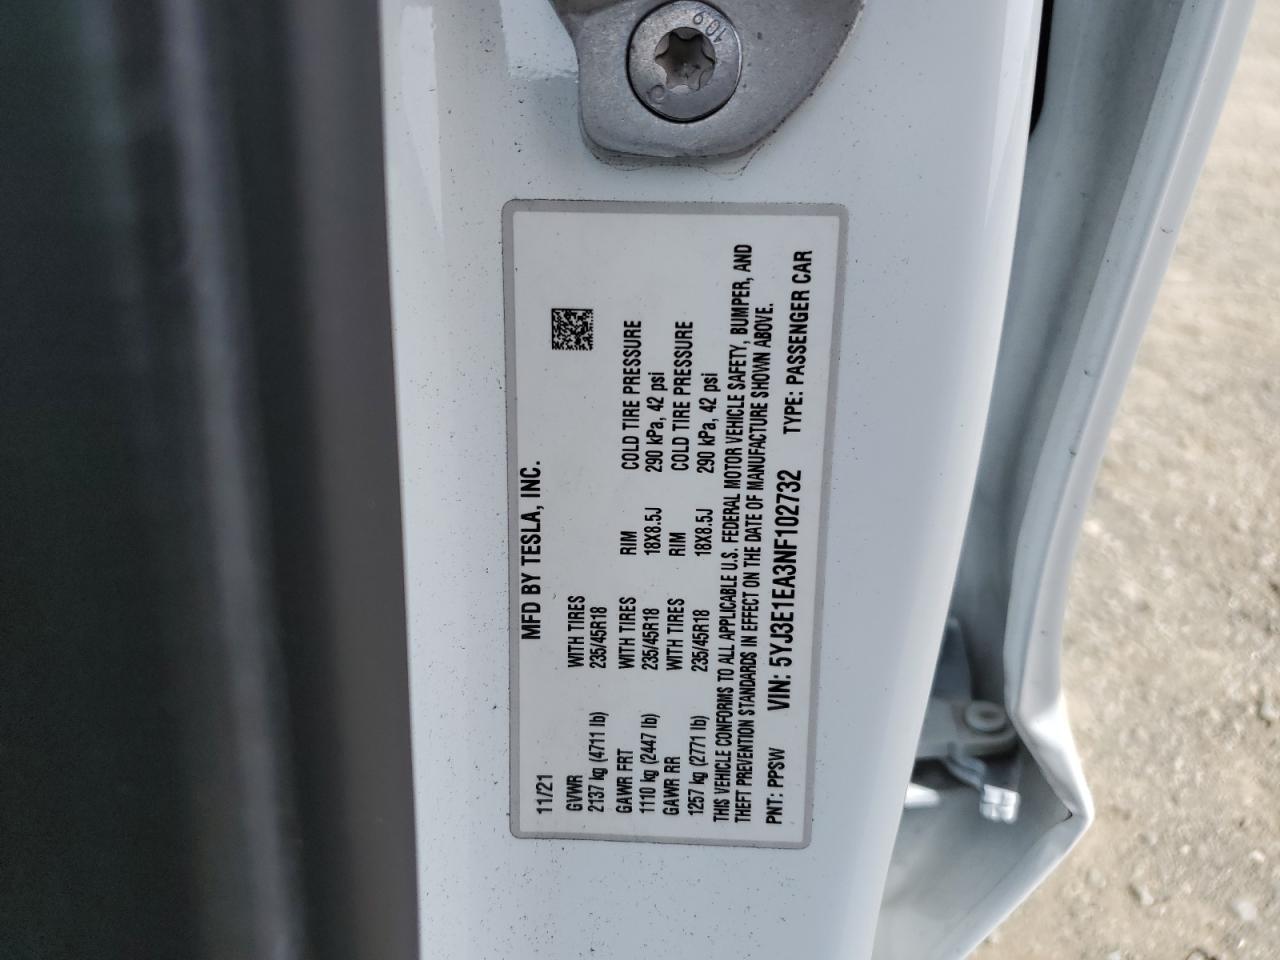 10.9
MFD BY TESLA, INC.
11/21
GVWR WITH TIRES
2137 kg (4711 lb) 235/45R18
GAWR FRT WITH TIRES RIM COLD TIRE PRESSURE
1110 kg (2447 lb) 235/45R18 18X8.5J 290 kPa, 42 psi
GAWR RR WITH TIRES RIM COLD TIRE PRESSURE
1257 kg (2771 lb) 235/45R18 18X8.5J 290 kPa, 42 psi
THIS VEHICLE CONFORMS TO ALL APPLICABLE U.S. FEDERAL MOTOR VEHICLE SAFETY, BUMPER, AND
THEFT PREVENTION STANDARDS IN EFFECT ON THE DATE OF MANUFACTURE SHOWN ABOVE.
PNT: PPSW VIN: 5YJ3E1EA3NF102732 TYPE: PASSENGER CAR